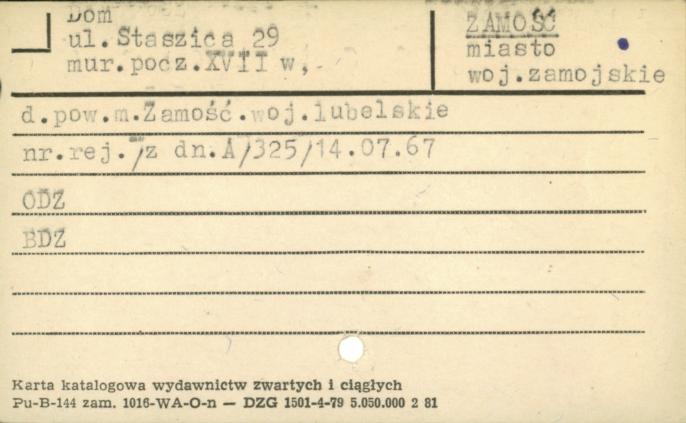 Dom
ul.Staszica 29
mur.pocz.XVII w,
ZAMOŚĆ
miasto
woj.zamojskie
d.pow.m.Zamość.woj.lubelskie
nr.rej./z dn.A/325/14.07.67
ODZ
BDZ
Karta katalogowa wydawnictw zwartych i ciągłych
Pu-B-144 zam. 1016-WA-O-n — DZG 1501-4-79 5.050.000 2 81